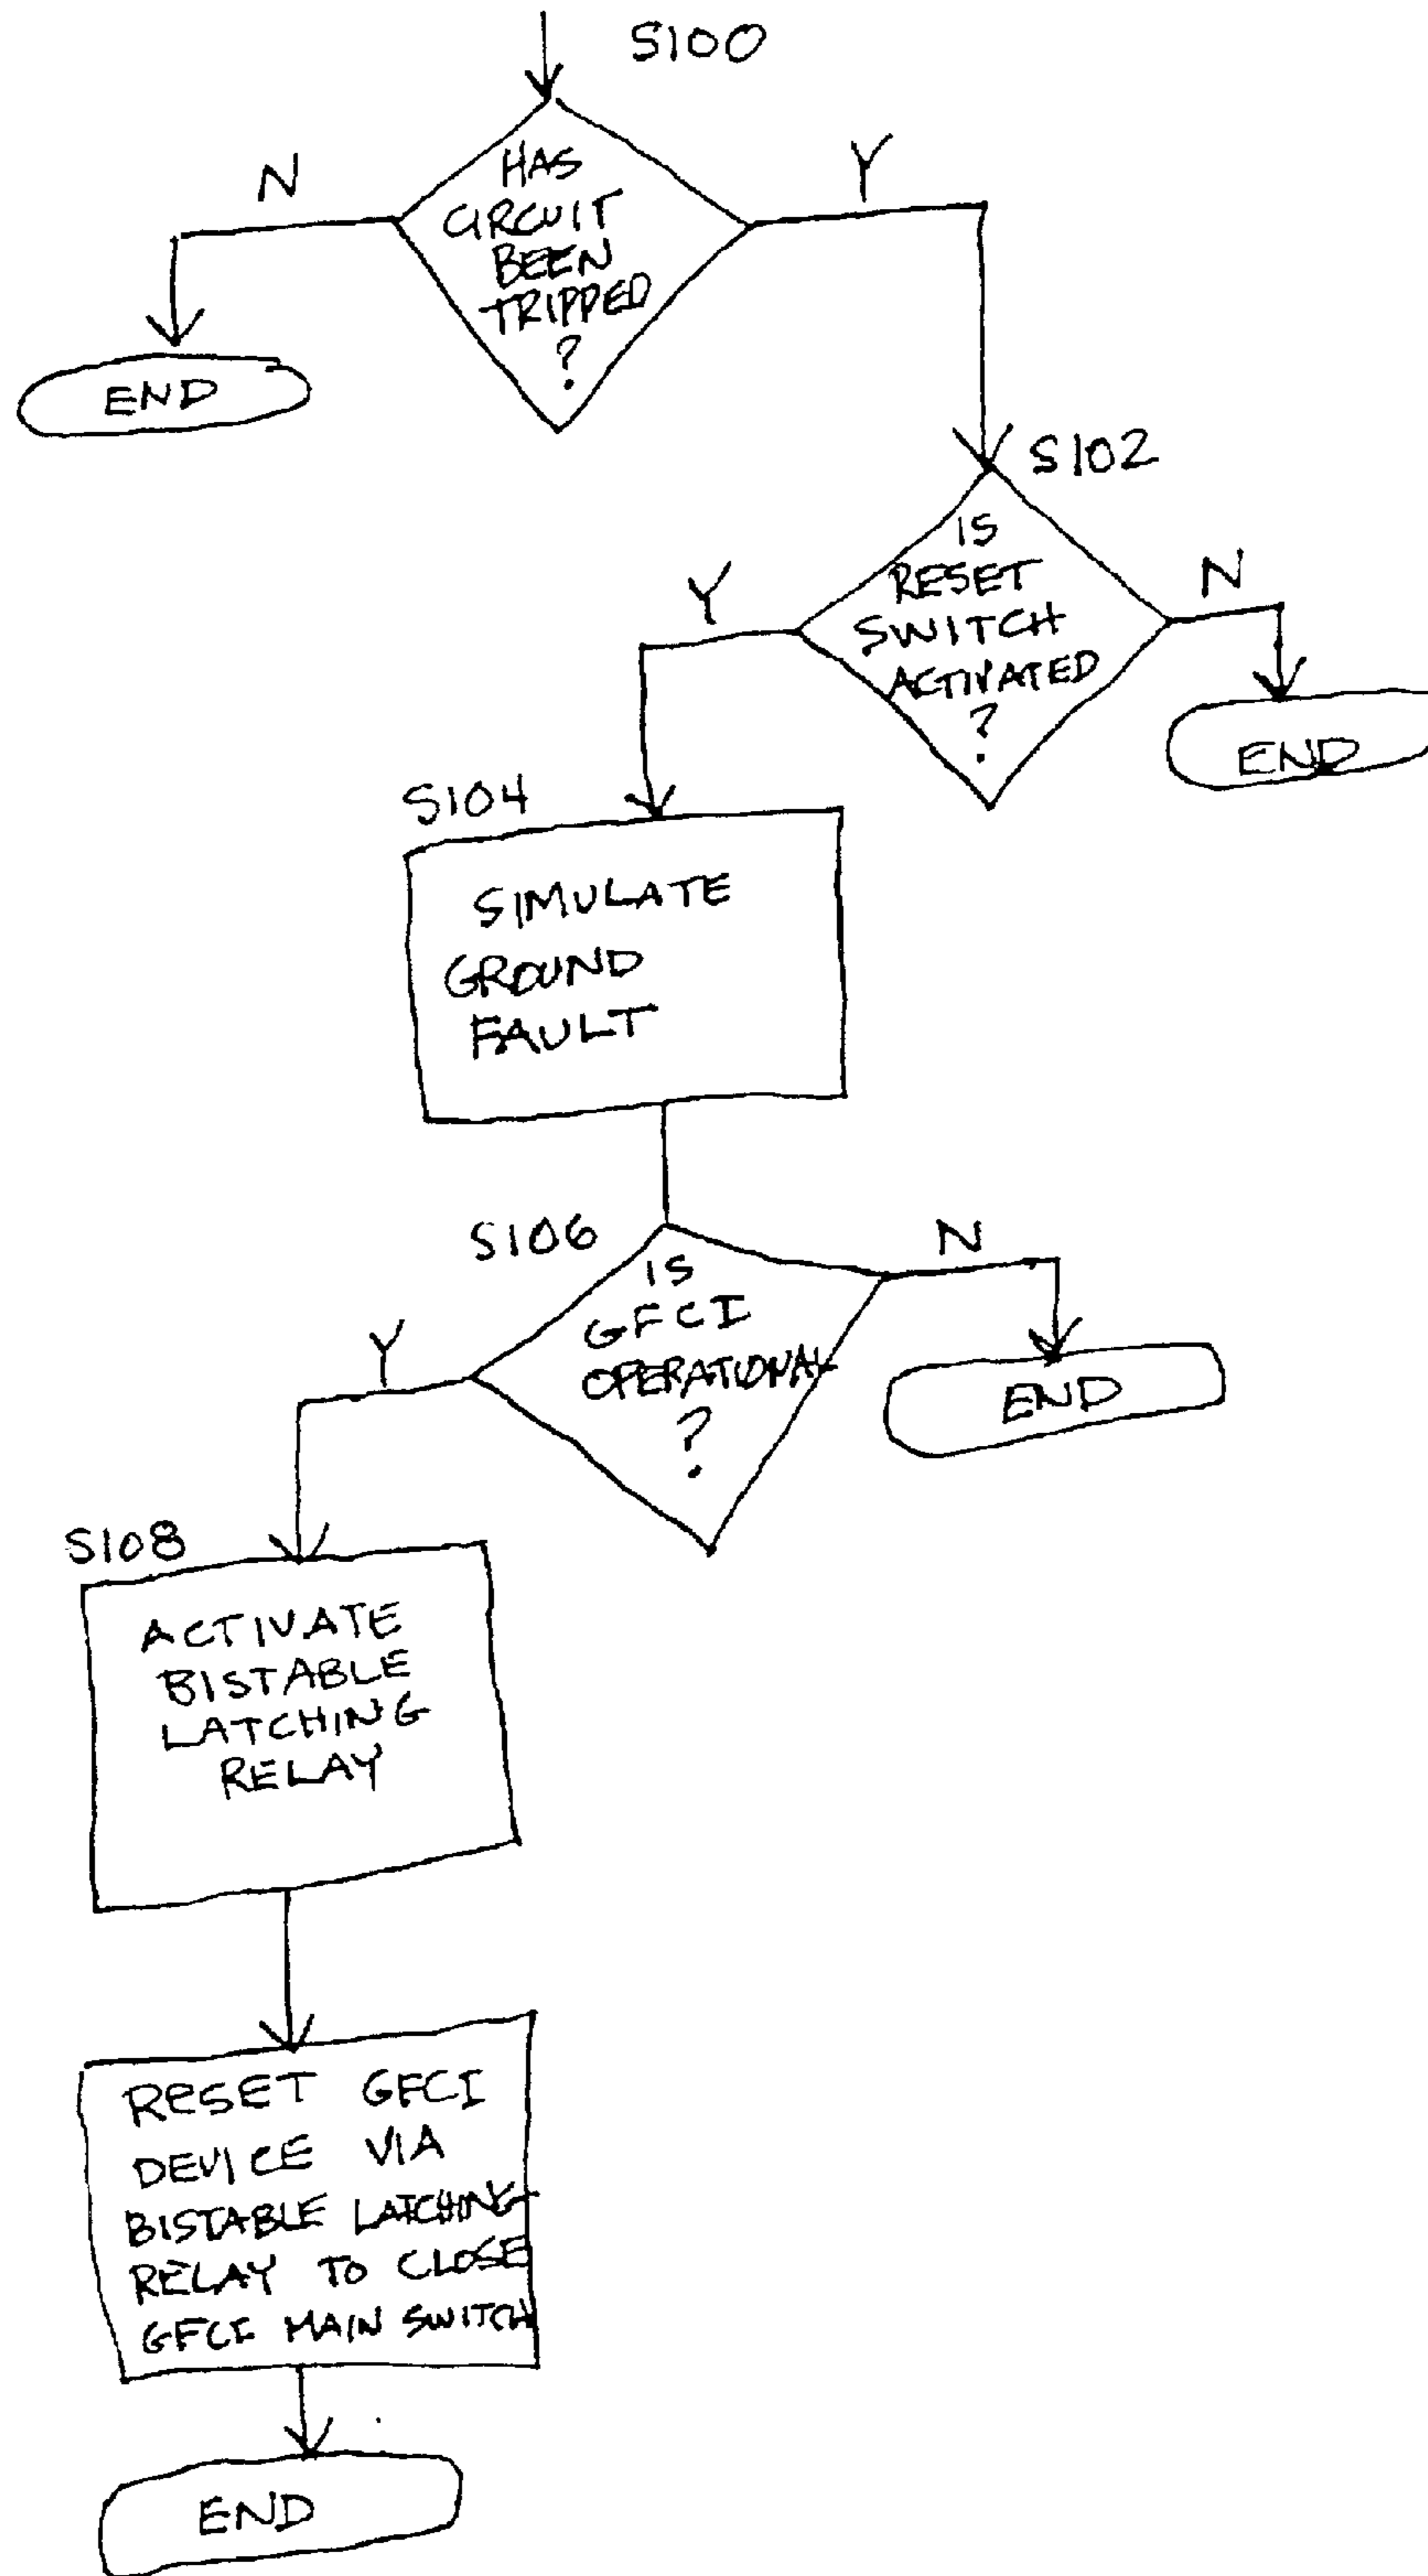 S100
N
Y
HAS
CIRCUIT
BEEN
TRIPPED
?
END
S102
IS
RESET
SWITCH
ACTIVATED
?
Y
N
END
S104
SIMULATE
GROUND
FAULT
S106
N
IS
GFCI
OPERATIONAL
?
Y
END
S108
ACTIVATE
BISTABLE
LATCHING
RELAY
RESET GFCI
DEVICE VIA
BISTABLE LATCHING
RELAY TO CLOSE
GFCI MAIN SWITCH
END